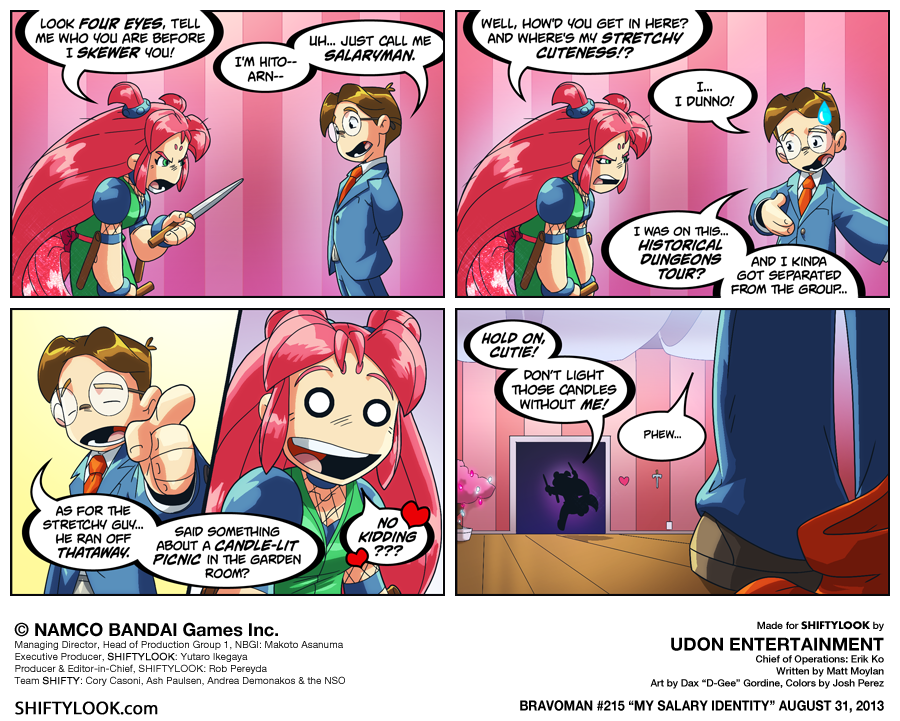 LOOK FOUR EYES, TELL
ME WHO YOU ARE BEFORE
I SKEWER YOU!
I'M HITO--
ARN--
UH... JUST CALL ME
SALARYMAN.
WELL, HOW'D YOU GET IN HERE?
AND WHERE'S MY STRETCHY
CUTENESS!?
I...
I DUNNO!
I WAS ON THIS...
HISTORICAL
DUNGEONS
TOUR?
AND I KINDA
GOT SEPARATED
FROM THE GROUP...
AS FOR THE
STRETCHY GUY...
HE RAN OFF
THATAWAY.
SAID SOMETHING
ABOUT A CANDLE-LIT
PICNIC IN THE GARDEN
ROOM?
NO
KIDDING
???
HOLD ON,
CUTIE!
DON'T LIGHT
THOSE CANDLES
WITHOUT ME!
PHEW...
© NAMCO BANDAI Games Inc.
Managing Director, Head of Production Group 1, NBGI: Makoto Asanuma
Executive Producer, SHIFTYLOOK: Yutaro Ikegaya
Producer & Editor-in-Chief, SHIFTYLOOK: Rob Pereyda
Team SHIFTY: Cory Casoni, Ash Paulsen, Andrea Demonakos & the NSO
SHIFTYLOOK.com
Made for SHIFTYLOOK by
UDON ENTERTAINMENT
Chief of Operations: Erik Ko
Written by Matt Moylan
Art by Dax “D-Gee” Gordine, Colors by Josh Perez
BRAVOMAN #215 “MY SALARY IDENTITY” AUGUST 31, 2013